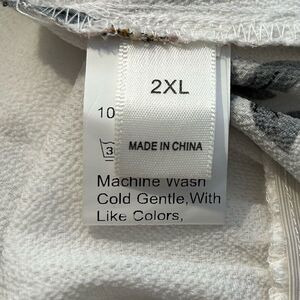 2XL
MADE IN CHINA
10
3
Machine Wash
Cold Gentle,With
Like Colors,